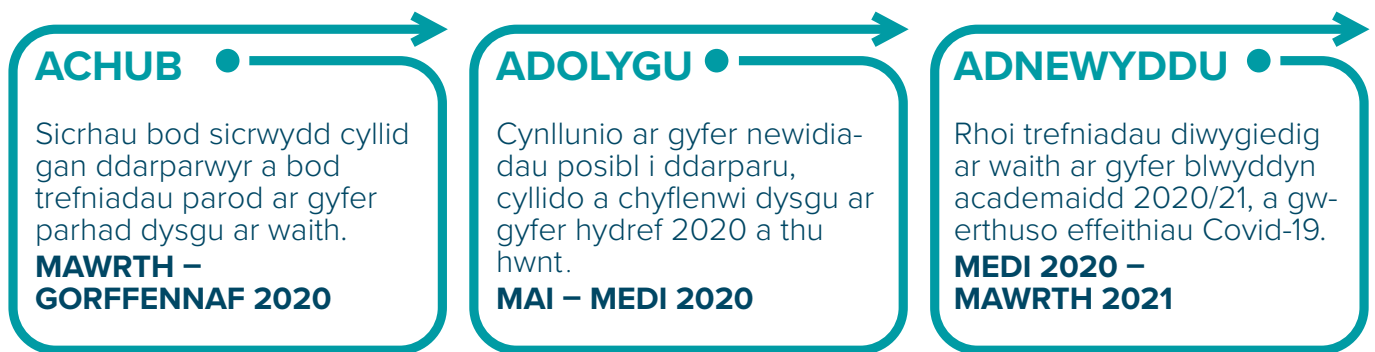 ACHUB
Sicrhau bod sicrwydd cyllid
gan ddarparwyr a bod
trefniadau parod ar gyfer
parhad dysgu ar waith.
MAWRTH –
GORFFENNAF 2020
ADOLYGU
Cynllunio ar gyfer newidia-
dau posibl i ddarparu,
cyllido a chyflenwi dysgu ar
gyfer hydref 2020 a thu
hwnt.
MAI – MEDI 2020
ADNEWYDDU
Rhoi trefniadau diwygiedig
ar waith ar gyfer blwyddyn
academaidd 2020/21, a gw-
erthuso effeithiau Covid-19.
MEDI 2020 –
MAWRTH 2021